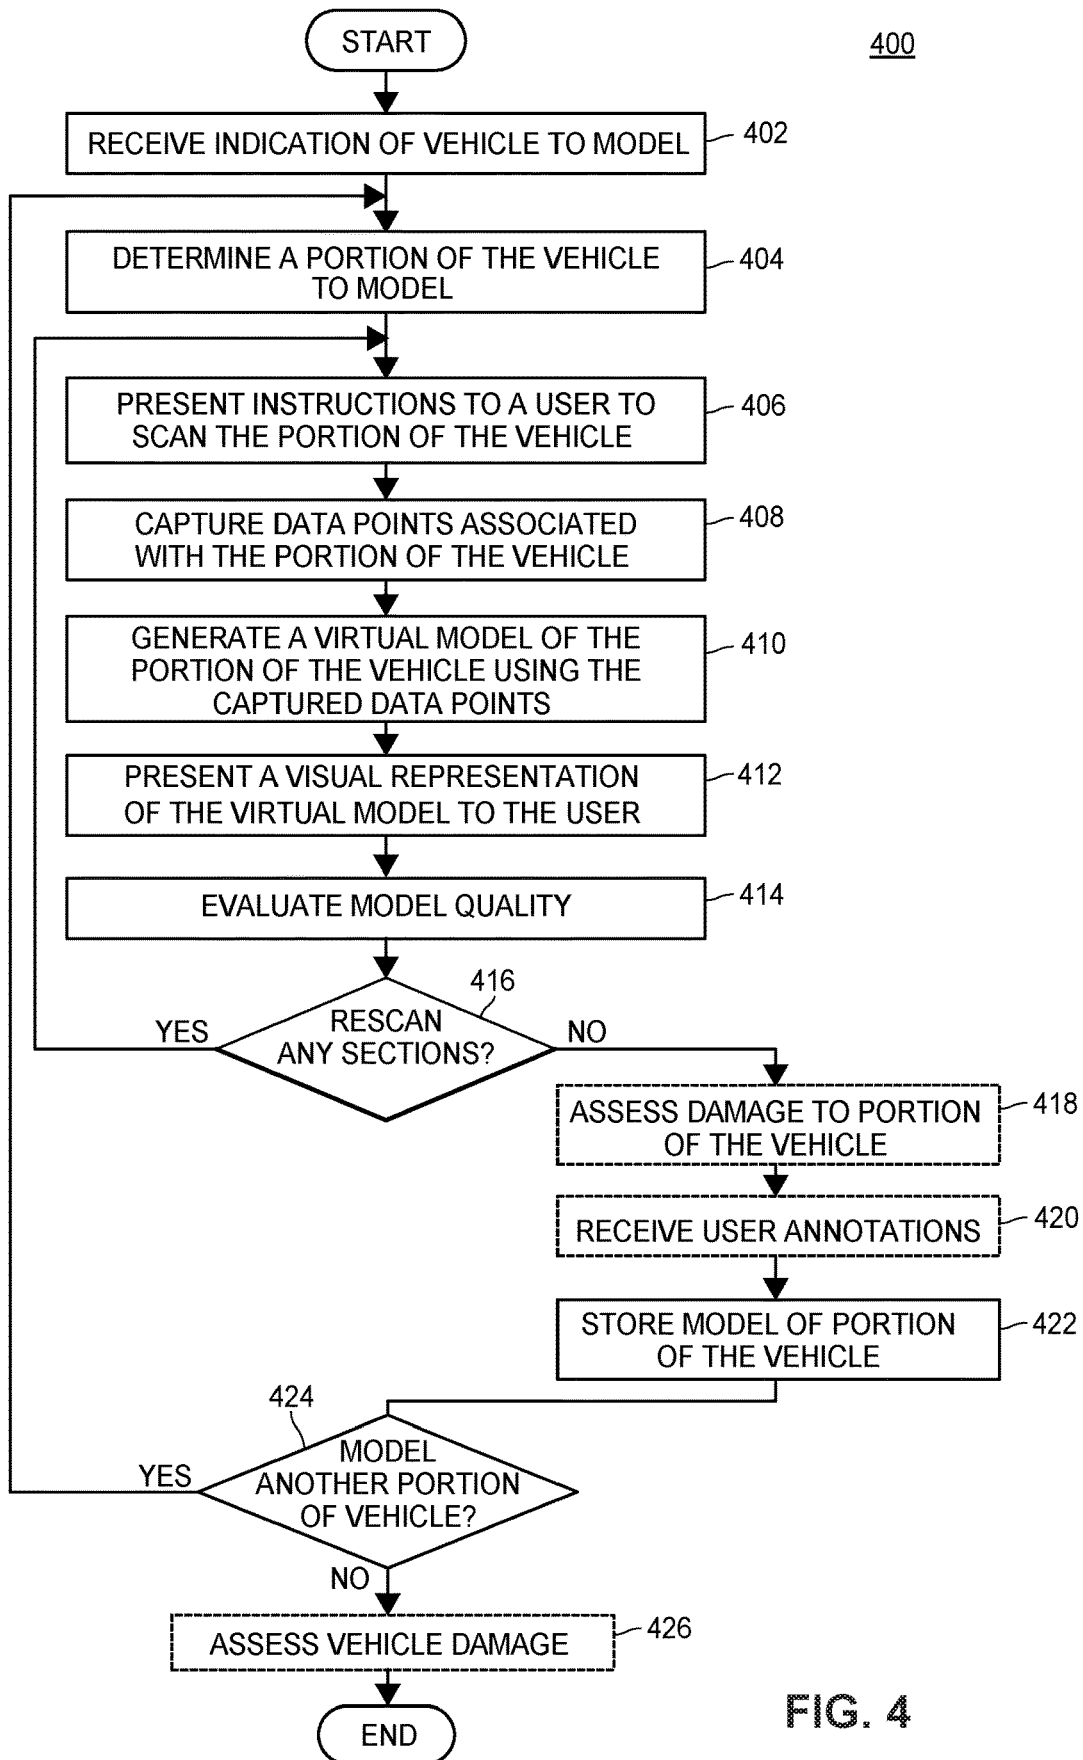 START
400
RECEIVE INDICATION OF VEHICLE TO MODEL
402
DETERMINE A PORTION OF THE VEHICLE
TO MODEL
404
PRESENT INSTRUCTIONS TO A USER TO
SCAN THE PORTION OF THE VEHICLE
406
CAPTURE DATA POINTS ASSOCIATED
WITH THE PORTION OF THE VEHICLE
408
GENERATE A VIRTUAL MODEL OF THE
PORTION OF THE VEHICLE USING THE
CAPTURED DATA POINTS
410
PRESENT A VISUAL REPRESENTATION
OF THE VIRTUAL MODEL TO THE USER
412
EVALUATE MODEL QUALITY
414
416
RESCAN
ANY SECTIONS?
YES
NO
ASSESS DAMAGE TO PORTION
OF THE VEHICLE
418
RECEIVE USER ANNOTATIONS
420
STORE MODEL OF PORTION
OF THE VEHICLE
422
424
MODEL
ANOTHER PORTION
OF VEHICLE?
YES
NO
ASSESS VEHICLE DAMAGE
426
END
FIG. 4